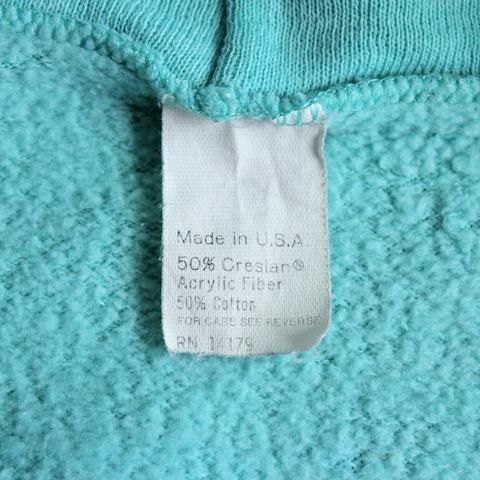 Made in U.S.A.
50% Creslan®
Acrylic Fiber
50% Cotton
FOR CARE SEE REVERSE
RN 14179